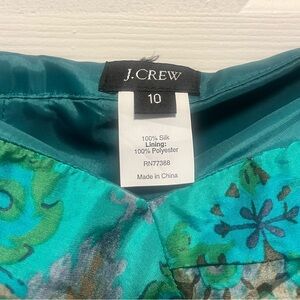 J.CREW
10
100% Silk
Lining:
100% Polyester
RN77388
Made in China